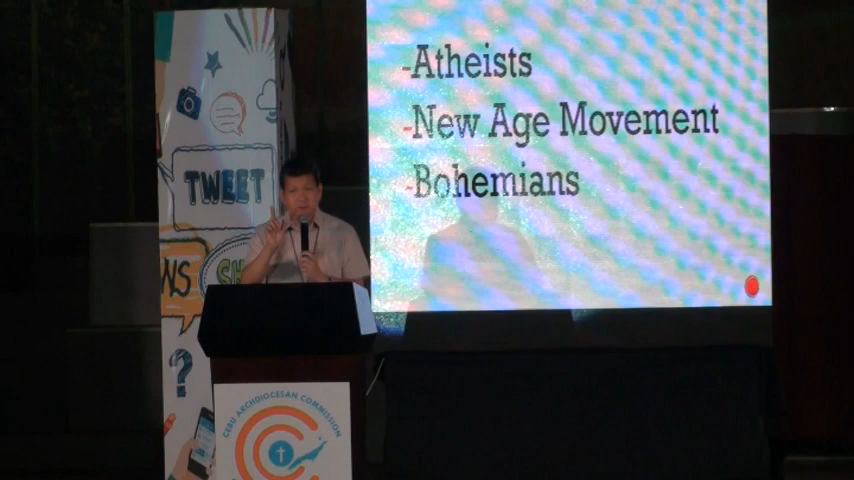 -Atheists
-New Age Movement
-Bohemians
TWEET
WS
SH
?
CEBU ARCHDIOCESAN COMMISSION